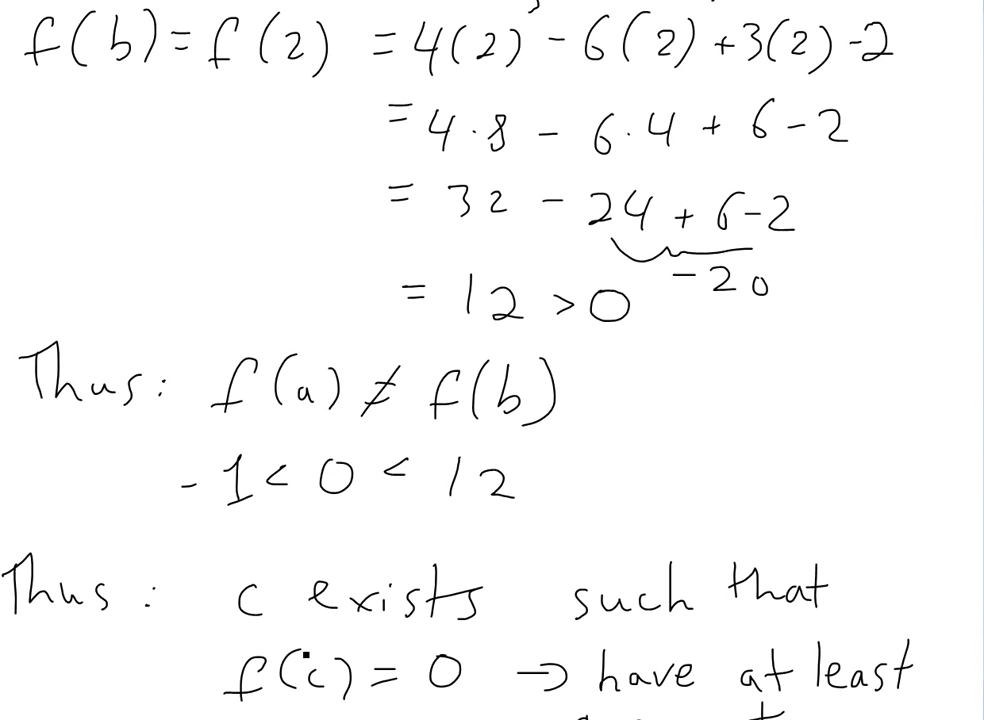 f(b) = f(2) = 4(2)³ - 6(2) + 3(2) - 2
= 4·8 - 6·4 + 6 - 2
= 32 - 24 + 6 - 2
-20
= 12 > 0
Thus: f(a) ≠ f(b)
-1 < 0 < 12
Thus: c exists such that
f(c) = 0 → have at least